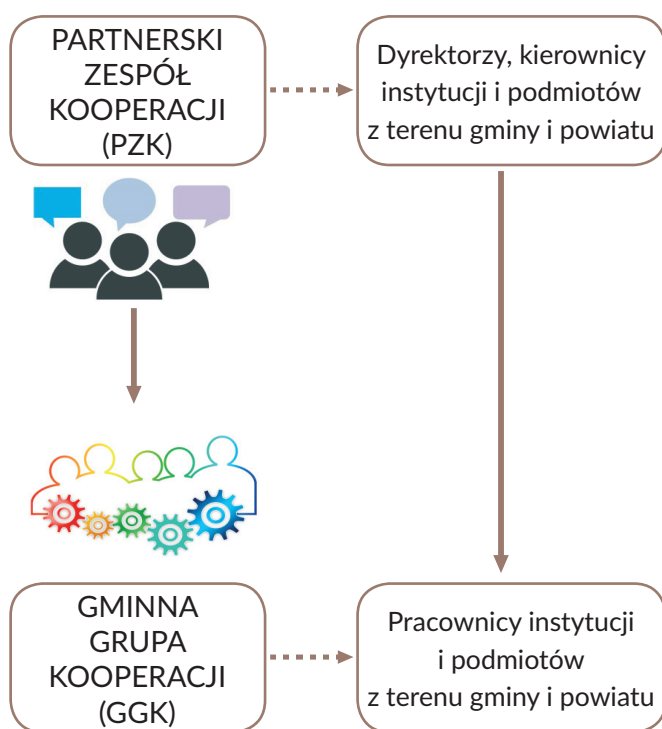 PARTNERSKI
ZESPÓŁ
KOOPERACJI
(PZK)
Dyrektorzy, kierownicy
instytucji i podmiotów
z terenu gminy i powiatu
GMINNA
GRUPA
KOOPERACJI
(GGK)
Pracownicy instytucji
i podmiotów
z terenu gminy i powiatu